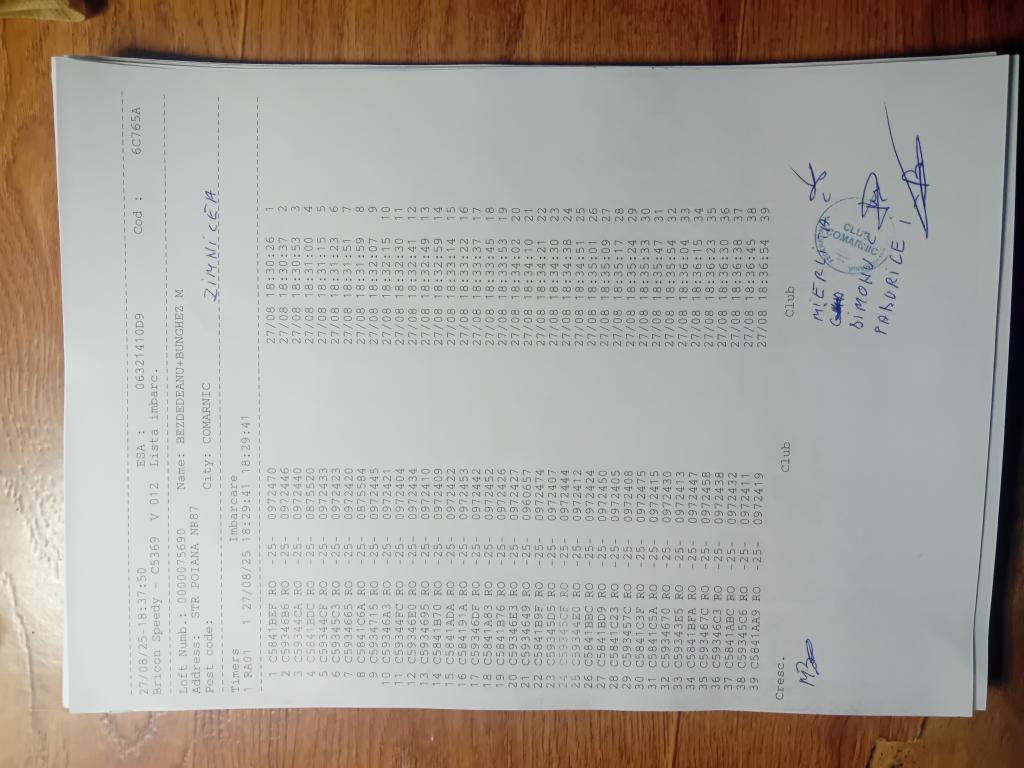 27/08/25-18:37:50 ESA : 06321410D9 Cod : 6C765A
Bricon Speedy - C5369 V 012 Lista imbarc.
Loft Numb.: 0000075690 Name: BEZDEDEANU+BUNGHEZ M
Address: STR POIANA NR87
Post code: City: COMARNIC ZIMNICEA
Timers Imbarcare
1 RA01 1 27/08/25 18:29:41 18:29:41
1 C5841BEF RO -25- 0972470 27/08 18:30:26 1
2 C59346B6 RO -25- 0972446 27/08 18:30:37 2
3 C59344CA RO -25- 0972440 27/08 18:30:53 3
4 C5841BDC RO -25- 0875520 27/08 18:31:00 4
5 C59344CF RO -25- 0972433 27/08 18:31:15 5
6 C59345C3 RO -25- 0972423 27/08 18:31:23 6
7 C5934665 RO -25- 0972420 27/08 18:31:51 7
8 C5841C6A RO -25- 0875584 27/08 18:31:59 8
9 C5934715 RO -25- 0972445 27/08 18:32:07 9
10 C59346A3 RO -25- 0972421 27/08 18:32:15 10
11 C59344FC RO -25- 0972404 27/08 18:32:30 11
12 C59346E0 RO -25- 0972434 27/08 18:32:41 12
13 C5934695 RO -25- 0972410 27/08 18:32:49 13
14 C5841B70 RO -25- 0972409 27/08 18:32:59 14
15 C5841ADA RO -25- 0972422 27/08 18:33:14 15
16 C593451A RO -25- 0972453 27/08 18:33:22 16
17 C59346DF RO -25- 0972442 27/08 18:33:37 17
18 C5841AB3 RO -25- 0972452 27/08 18:33:45 18
19 C5841B76 RO -25- 0972426 27/08 18:33:53 19
20 C59346E3 RO -25- 0972427 27/08 18:34:02 20
21 C5934649 RO -25- 0960657 27/08 18:34:10 21
22 C5841B9F RO -25- 0972474 27/08 18:34:21 22
23 C59345D5 RO -25- 0972407 27/08 18:34:30 23
24 RO -25- 0972444 27/08 18:34:38 24
25 C59344E0 RO -25- 0972412 27/08 18:34:51 25
26 RO -25- 0972424 27/08 18:35:01 26
27 C5841BD9 RO -25- 0972450 27/08 18:35:09 27
28 C5841C23 RO -25- 0972405 27/08 18:35:17 28
29 C593457C RO -25- 0972408 27/08 18:35:24 29
30 C5841C3F RO -25- 0972475 27/08 18:35:33 30
31 C5841C5A RO -25- 0972415 27/08 18:35:47 31
32 C5934670 RO -25- 0972430 27/08 18:35:54 32
33 C59343E5 RO -25- 0972413 27/08 18:36:04 33
34 C5841BFA RO -25- 0972447 27/08 18:36:15 34
35 C593467C RO -25- 0972458 27/08 18:36:23 35
36 C59346C3 RO -25- 0972438 27/08 18:36:30 36
37 C5841ABC RO -25- 0972432 27/08 18:36:38 37
38 C5934556 RO -25- 0972411 27/08 18:36:45 38
39 C5841AA9 RO -25- 0972419 27/08 18:36:54 39
Cresc. Club Club
MIERLITA C
CLUB
COMARNIC
SIMONU
PADURICE I